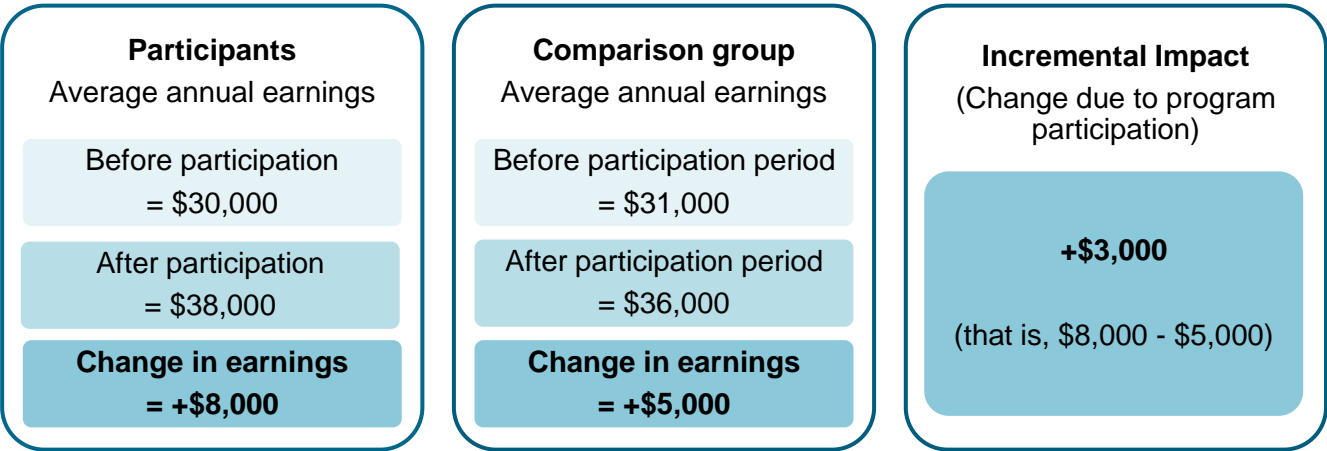 Participants
Average annual earnings
Before participation
= $30,000
After participation
= $38,000
Change in earnings
= +$8,000
Comparison group
Average annual earnings
Before participation period
= $31,000
After participation period
= $36,000
Change in earnings
= +$5,000
Incremental Impact
(Change due to program
participation)
+$3,000
(that is, $8,000 - $5,000)